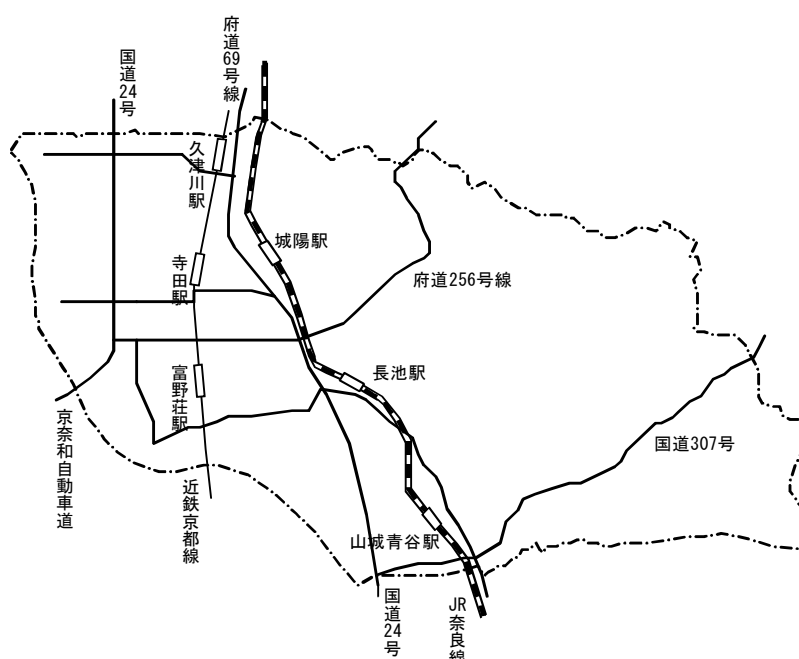 府道69号線
国道24号
久津川駅
城陽駅
寺田駅
府道256号線
長池駅
富野荘駅
京奈和自動車道
国道307号
近鉄京都線
山城青谷駅
国道24号
JR奈良線